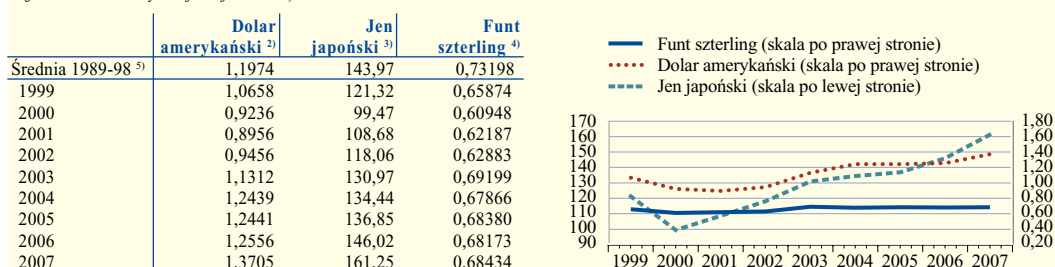 Dolar Jen Funt
amerykański 2) japoński 3) szterling 4)
Średnia 1989-98 5) 1,1974 143,97 0,73198
1999 1,0658 121,32 0,65874
2000 0,9236 99,47 0,60948
2001 0,8956 108,68 0,62187
2002 0,9456 118,06 0,62883
2003 1,1312 130,97 0,69199
2004 1,2439 134,44 0,67866
2005 1,2441 136,85 0,68380
2006 1,2556 146,02 0,68173
2007 1,3705 161,25 0,68434
Funt szterling (skala po prawej stronie)
Dolar amerykański (skala po prawej stronie)
Jen japoński (skala po lewej stronie)
170 1,80
160 1,60
150 1,40
140 1,20
130 1,00
120 0,80
110 0,60
100 0,40
90 0,20
1999 2000 2001 2002 2003 2004 2005 2006 2007